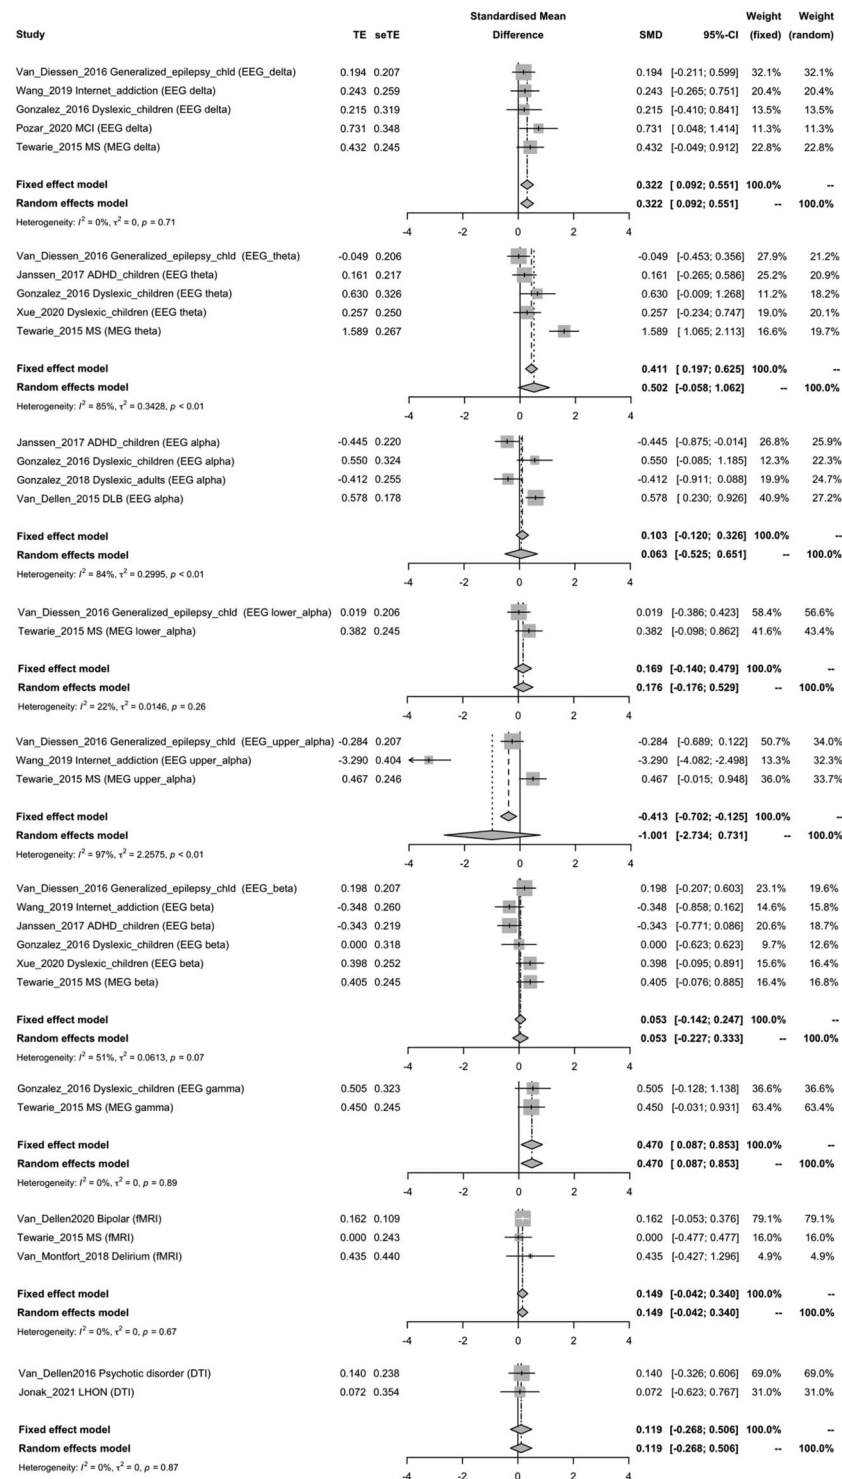 Standardised Mean Weight Weight
Study TE seTE Difference SMD 95%-CI (fixed) (random)
Van_Diessen_2016 Generalized_epilepsy_chld (EEG_delta) 0.194 0.207 0.194 [-0.211; 0.599] 32.1% 32.1%
Wang_2019 Internet_addiction (EEG delta) 0.243 0.259 0.243 [-0.265; 0.751] 20.4% 20.4%
Gonzalez_2016 Dyslexic_children (EEG delta) 0.215 0.319 0.215 [-0.410; 0.841] 13.5% 13.5%
Pozar_2020 MCI (EEG delta) 0.731 0.348 0.731 [ 0.048; 1.414] 11.3% 11.3%
Tewarie_2015 MS (MEG delta) 0.432 0.245 0.432 [-0.049; 0.912] 22.8% 22.8%
Fixed effect model 0.322 [ 0.092; 0.551] 100.0% --
Random effects model 0.322 [ 0.092; 0.551] -- 100.0%
Heterogeneity: I² = 0%, τ² = 0, p = 0.71
-4 -2 0 2 4
Van_Diessen_2016 Generalized_epilepsy_chld (EEG_theta) -0.049 0.206 -0.049 [-0.453; 0.356] 27.9% 21.2%
Janssen_2017 ADHD_children (EEG theta) 0.161 0.217 0.161 [-0.265; 0.586] 25.2% 20.9%
Gonzalez_2016 Dyslexic_children (EEG theta) 0.630 0.326 0.630 [-0.009; 1.268] 11.2% 18.2%
Xue_2020 Dyslexic_children (EEG theta) 0.257 0.250 0.257 [-0.234; 0.747] 19.0% 20.1%
Tewarie_2015 MS (MEG theta) 1.589 0.267 1.589 [ 1.065; 2.113] 16.6% 19.7%
Fixed effect model 0.411 [ 0.197; 0.625] 100.0% --
Random effects model 0.502 [-0.058; 1.062] -- 100.0%
Heterogeneity: I² = 85%, τ² = 0.3428, p < 0.01
-4 -2 0 2 4
Janssen_2017 ADHD_children (EEG alpha) -0.445 0.220 -0.445 [-0.875; -0.014] 26.8% 25.9%
Gonzalez_2016 Dyslexic_children (EEG alpha) 0.550 0.324 0.550 [-0.085; 1.185] 12.3% 22.3%
Gonzalez_2018 Dyslexic_adults (EEG alpha) -0.412 0.255 -0.412 [-0.911; 0.088] 19.9% 24.7%
Van_Dellen_2015 DLB (EEG alpha) 0.578 0.178 0.578 [ 0.230; 0.926] 40.9% 27.2%
Fixed effect model 0.103 [-0.120; 0.326] 100.0% --
Random effects model 0.063 [-0.525; 0.651] -- 100.0%
Heterogeneity: I² = 84%, τ² = 0.2995, p < 0.01
-4 -2 0 2 4
Van_Diessen_2016 Generalized_epilepsy_chld (EEG lower_alpha) 0.019 0.206 0.019 [-0.386; 0.423] 58.4% 56.6%
Tewarie_2015 MS (MEG lower_alpha) 0.382 0.245 0.382 [-0.098; 0.862] 41.6% 43.4%
Fixed effect model 0.169 [-0.140; 0.479] 100.0% --
Random effects model 0.176 [-0.176; 0.529] -- 100.0%
Heterogeneity: I² = 22%, τ² = 0.0146, p = 0.26
-4 -2 0 2 4
Van_Diessen_2016 Generalized_epilepsy_chld (EEG_upper_alpha) -0.284 0.207 -0.284 [-0.689; 0.122] 50.7% 34.0%
Wang_2019 Internet_addiction (EEG upper_alpha) -3.290 0.404 -3.290 [-4.082; -2.498] 13.3% 32.3%
Tewarie_2015 MS (MEG upper_alpha) 0.467 0.246 0.467 [-0.015; 0.948] 36.0% 33.7%
Fixed effect model -0.413 [-0.702; -0.125] 100.0% --
Random effects model -1.001 [-2.734; 0.731] -- 100.0%
Heterogeneity: I² = 97%, τ² = 2.2575, p < 0.01
-4 -2 0 2 4
Van_Diessen_2016 Generalized_epilepsy_chld (EEG_beta) 0.198 0.207 0.198 [-0.207; 0.603] 23.1% 19.6%
Wang_2019 Internet_addiction (EEG beta) -0.348 0.260 -0.348 [-0.858; 0.162] 14.6% 15.8%
Janssen_2017 ADHD_children (EEG beta) -0.343 0.219 -0.343 [-0.771; 0.086] 20.6% 18.7%
Gonzalez_2016 Dyslexic_children (EEG beta) 0.000 0.318 0.000 [-0.623; 0.623] 9.7% 12.6%
Xue_2020 Dyslexic_children (EEG beta) 0.398 0.252 0.398 [-0.095; 0.891] 15.6% 16.4%
Tewarie_2015 MS (MEG beta) 0.405 0.245 0.405 [-0.076; 0.885] 16.4% 16.8%
Fixed effect model 0.053 [-0.142; 0.247] 100.0% --
Random effects model 0.053 [-0.227; 0.333] -- 100.0%
Heterogeneity: I² = 51%, τ² = 0.0613, p = 0.07
-4 -2 0 2 4
Gonzalez_2016 Dyslexic_children (EEG gamma) 0.505 0.323 0.505 [-0.128; 1.138] 36.6% 36.6%
Tewarie_2015 MS (MEG gamma) 0.450 0.245 0.450 [-0.031; 0.931] 63.4% 63.4%
Fixed effect model 0.470 [ 0.087; 0.853] 100.0% --
Random effects model 0.470 [ 0.087; 0.853] -- 100.0%
Heterogeneity: I² = 0%, τ² = 0, p = 0.89
-4 -2 0 2 4
Van_Dellen2020 Bipolar (fMRI) 0.162 0.109 0.162 [-0.053; 0.376] 79.1% 79.1%
Tewarie_2015 MS (fMRI) 0.000 0.243 0.000 [-0.477; 0.477] 16.0% 16.0%
Van_Montfort_2018 Delirium (fMRI) 0.435 0.440 0.435 [-0.427; 1.296] 4.9% 4.9%
Fixed effect model 0.149 [-0.042; 0.340] 100.0% --
Random effects model 0.149 [-0.042; 0.340] -- 100.0%
Heterogeneity: I² = 0%, τ² = 0, p = 0.67
-4 -2 0 2 4
Van_Dellen2016 Psychotic disorder (DTI) 0.140 0.238 0.140 [-0.326; 0.606] 69.0% 69.0%
Jonak_2021 LHON (DTI) 0.072 0.354 0.072 [-0.623; 0.767] 31.0% 31.0%
Fixed effect model 0.119 [-0.268; 0.506] 100.0% --
Random effects model 0.119 [-0.268; 0.506] -- 100.0%
Heterogeneity: I² = 0%, τ² = 0, p = 0.87
-4 -2 0 2 4